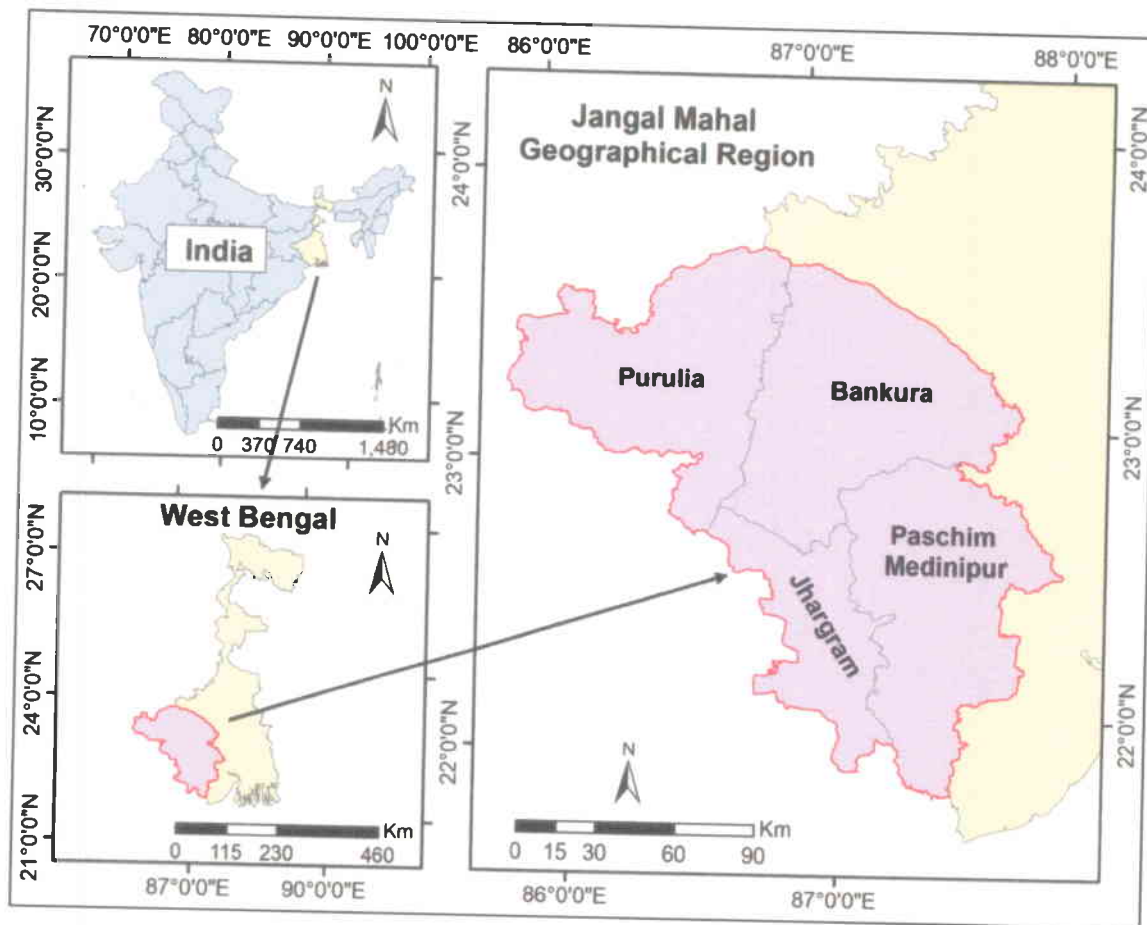 70°0'0"E 80°0'0"E 90°0'0"E 100°0'0"E
86°0'0"E 87°0'0"E 88°0'0"E
30°0'0"N
20°0'0"N
10°0'0"N
N
India
Km
0 370 740 1,480
24°0'0"N
23°0'0"N
22°0'0"N
West Bengal
N
27°0'0"N
24°0'0"N
21°0'0"N
Km
0 115 230 460
87°0'0"E 90°0'0"E
Jangal Mahal
Geographical Region
Purulia
Bankura
Paschim
Medinipur
Jhargram
N
Km
0 15 30 60 90
24°0'0"N
23°0'0"N
22°0'0"N
86°0'0"E 87°0'0"E